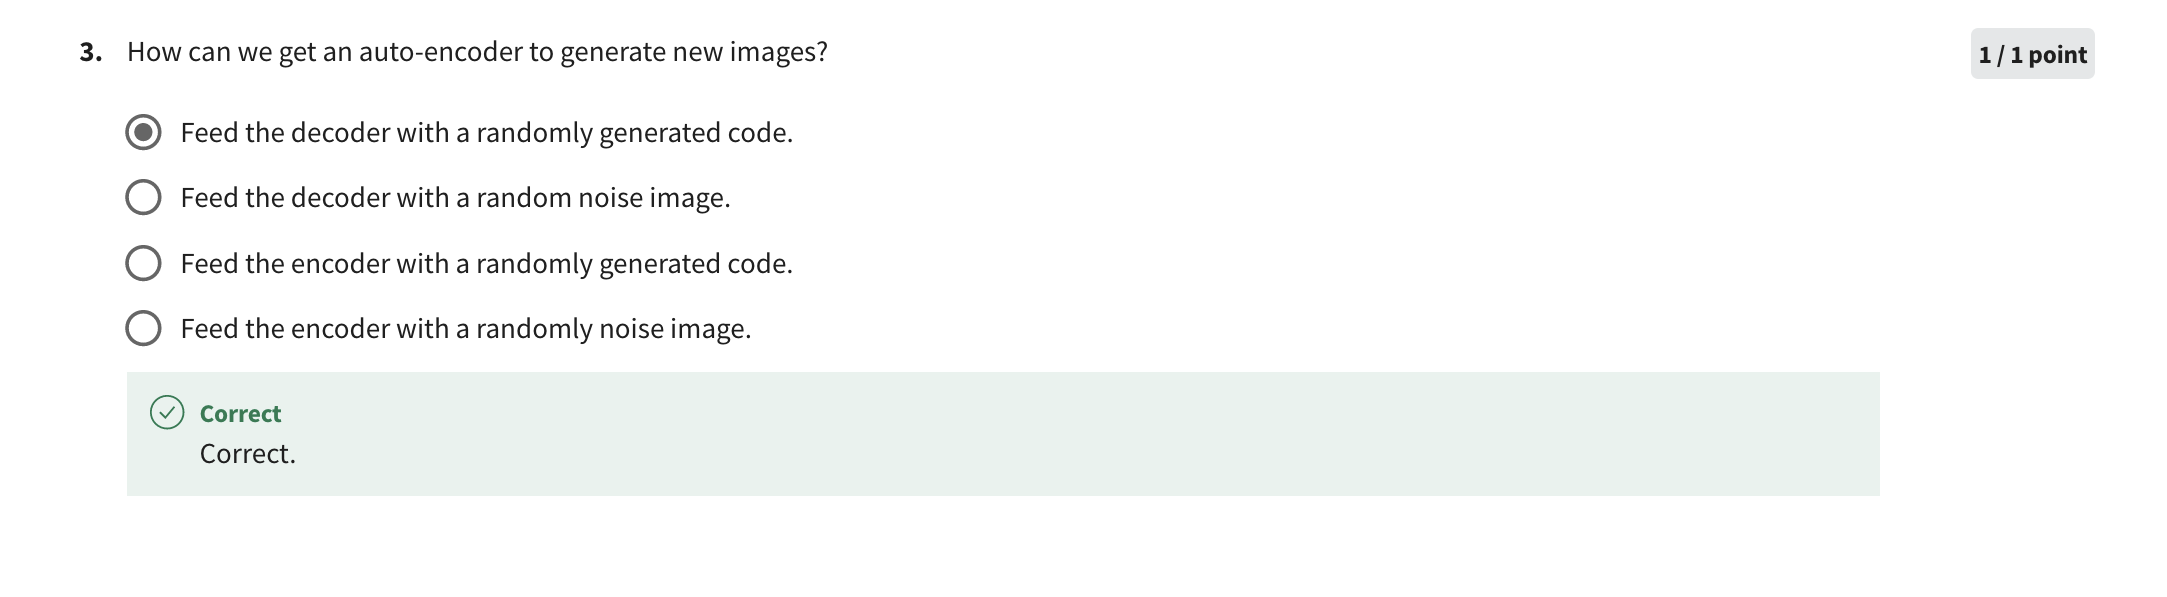 3. How can we get an auto-encoder to generate new images?
1 / 1 point
Feed the decoder with a randomly generated code.
Feed the decoder with a random noise image.
Feed the encoder with a randomly generated code.
Feed the encoder with a randomly noise image.
Correct
Correct.